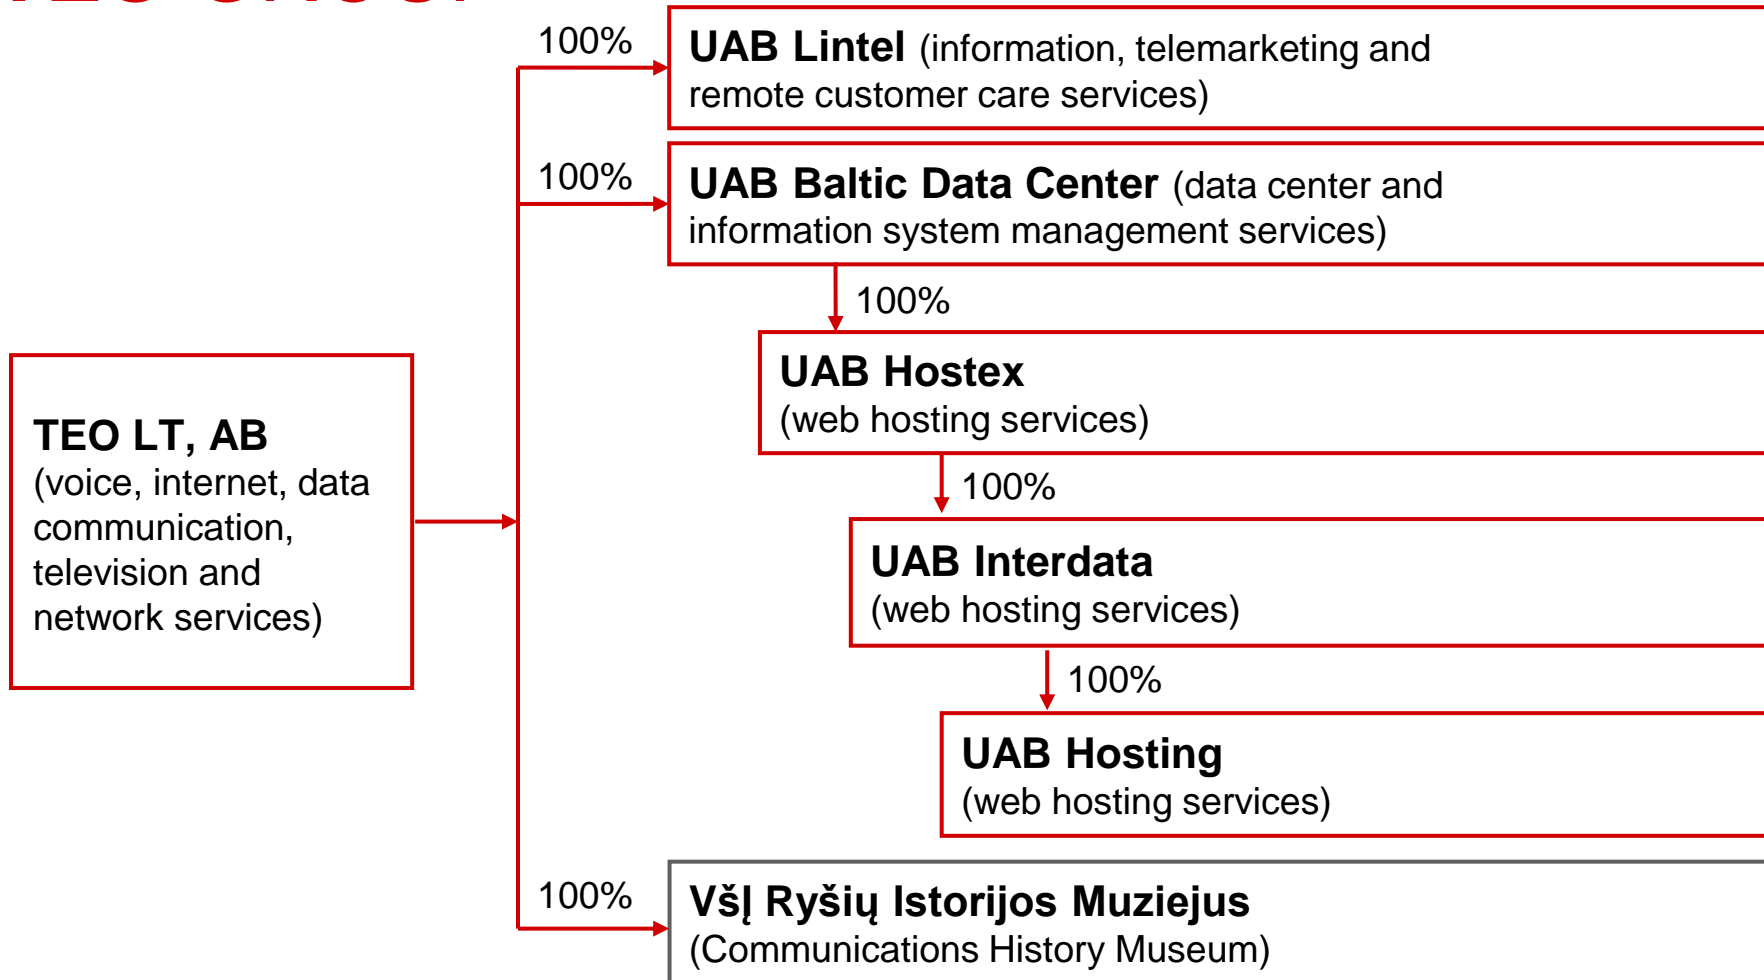 100%
UAB Lintel (information, telemarketing and
remote customer care services)
100%
UAB Baltic Data Center (data center and
information system management services)
100%
UAB Hostex
(web hosting services)
TEO LT, AB
(voice, internet, data
communication,
television and
network services)
100%
UAB Interdata
(web hosting services)
100%
UAB Hosting
(web hosting services)
100%
VšĮ Ryšių Istorijos Muziejus
(Communications History Museum)